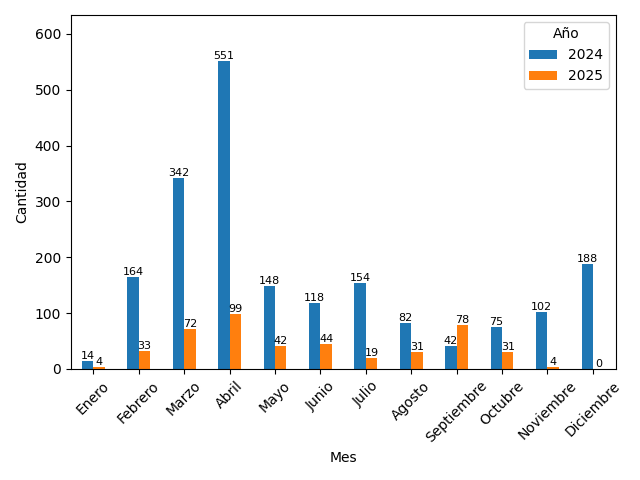 600
500
400
300
200
100
0
Cantidad
Año
2024
2025
14
4
164
33
342
72
551
99
148
42
118
44
154
19
82
31
42
78
75
31
102
4
188
0
Enero
Febrero
Marzo
Abril
Mayo
Junio
Julio
Agosto
Septiembre
Octubre
Noviembre
Diciembre
Mes